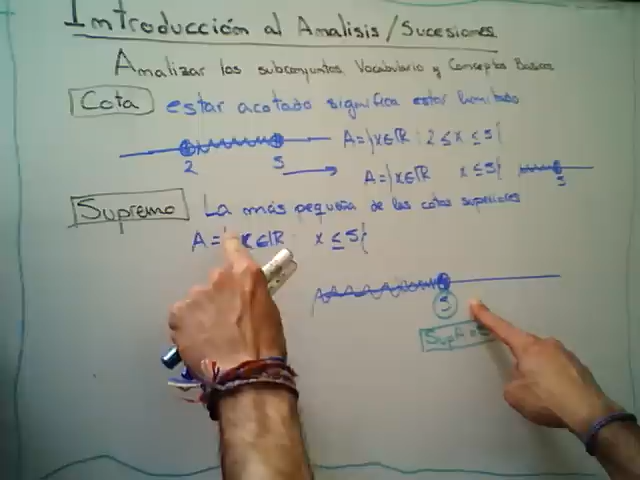 Introducción al Analisis/Sucesiones
Analizar los subconjuntos Vocabulario y Conceptos Basicos
Cota estar acotado significa estar limitado
2 5
A={x∈ℝ : 2 ≤ x ≤ 5{
A={x∈ℝ x ≤ 5{
5
Supremo La más pequeña de las cotas superiores
A={x∈ℝ x ≤ 5{
5